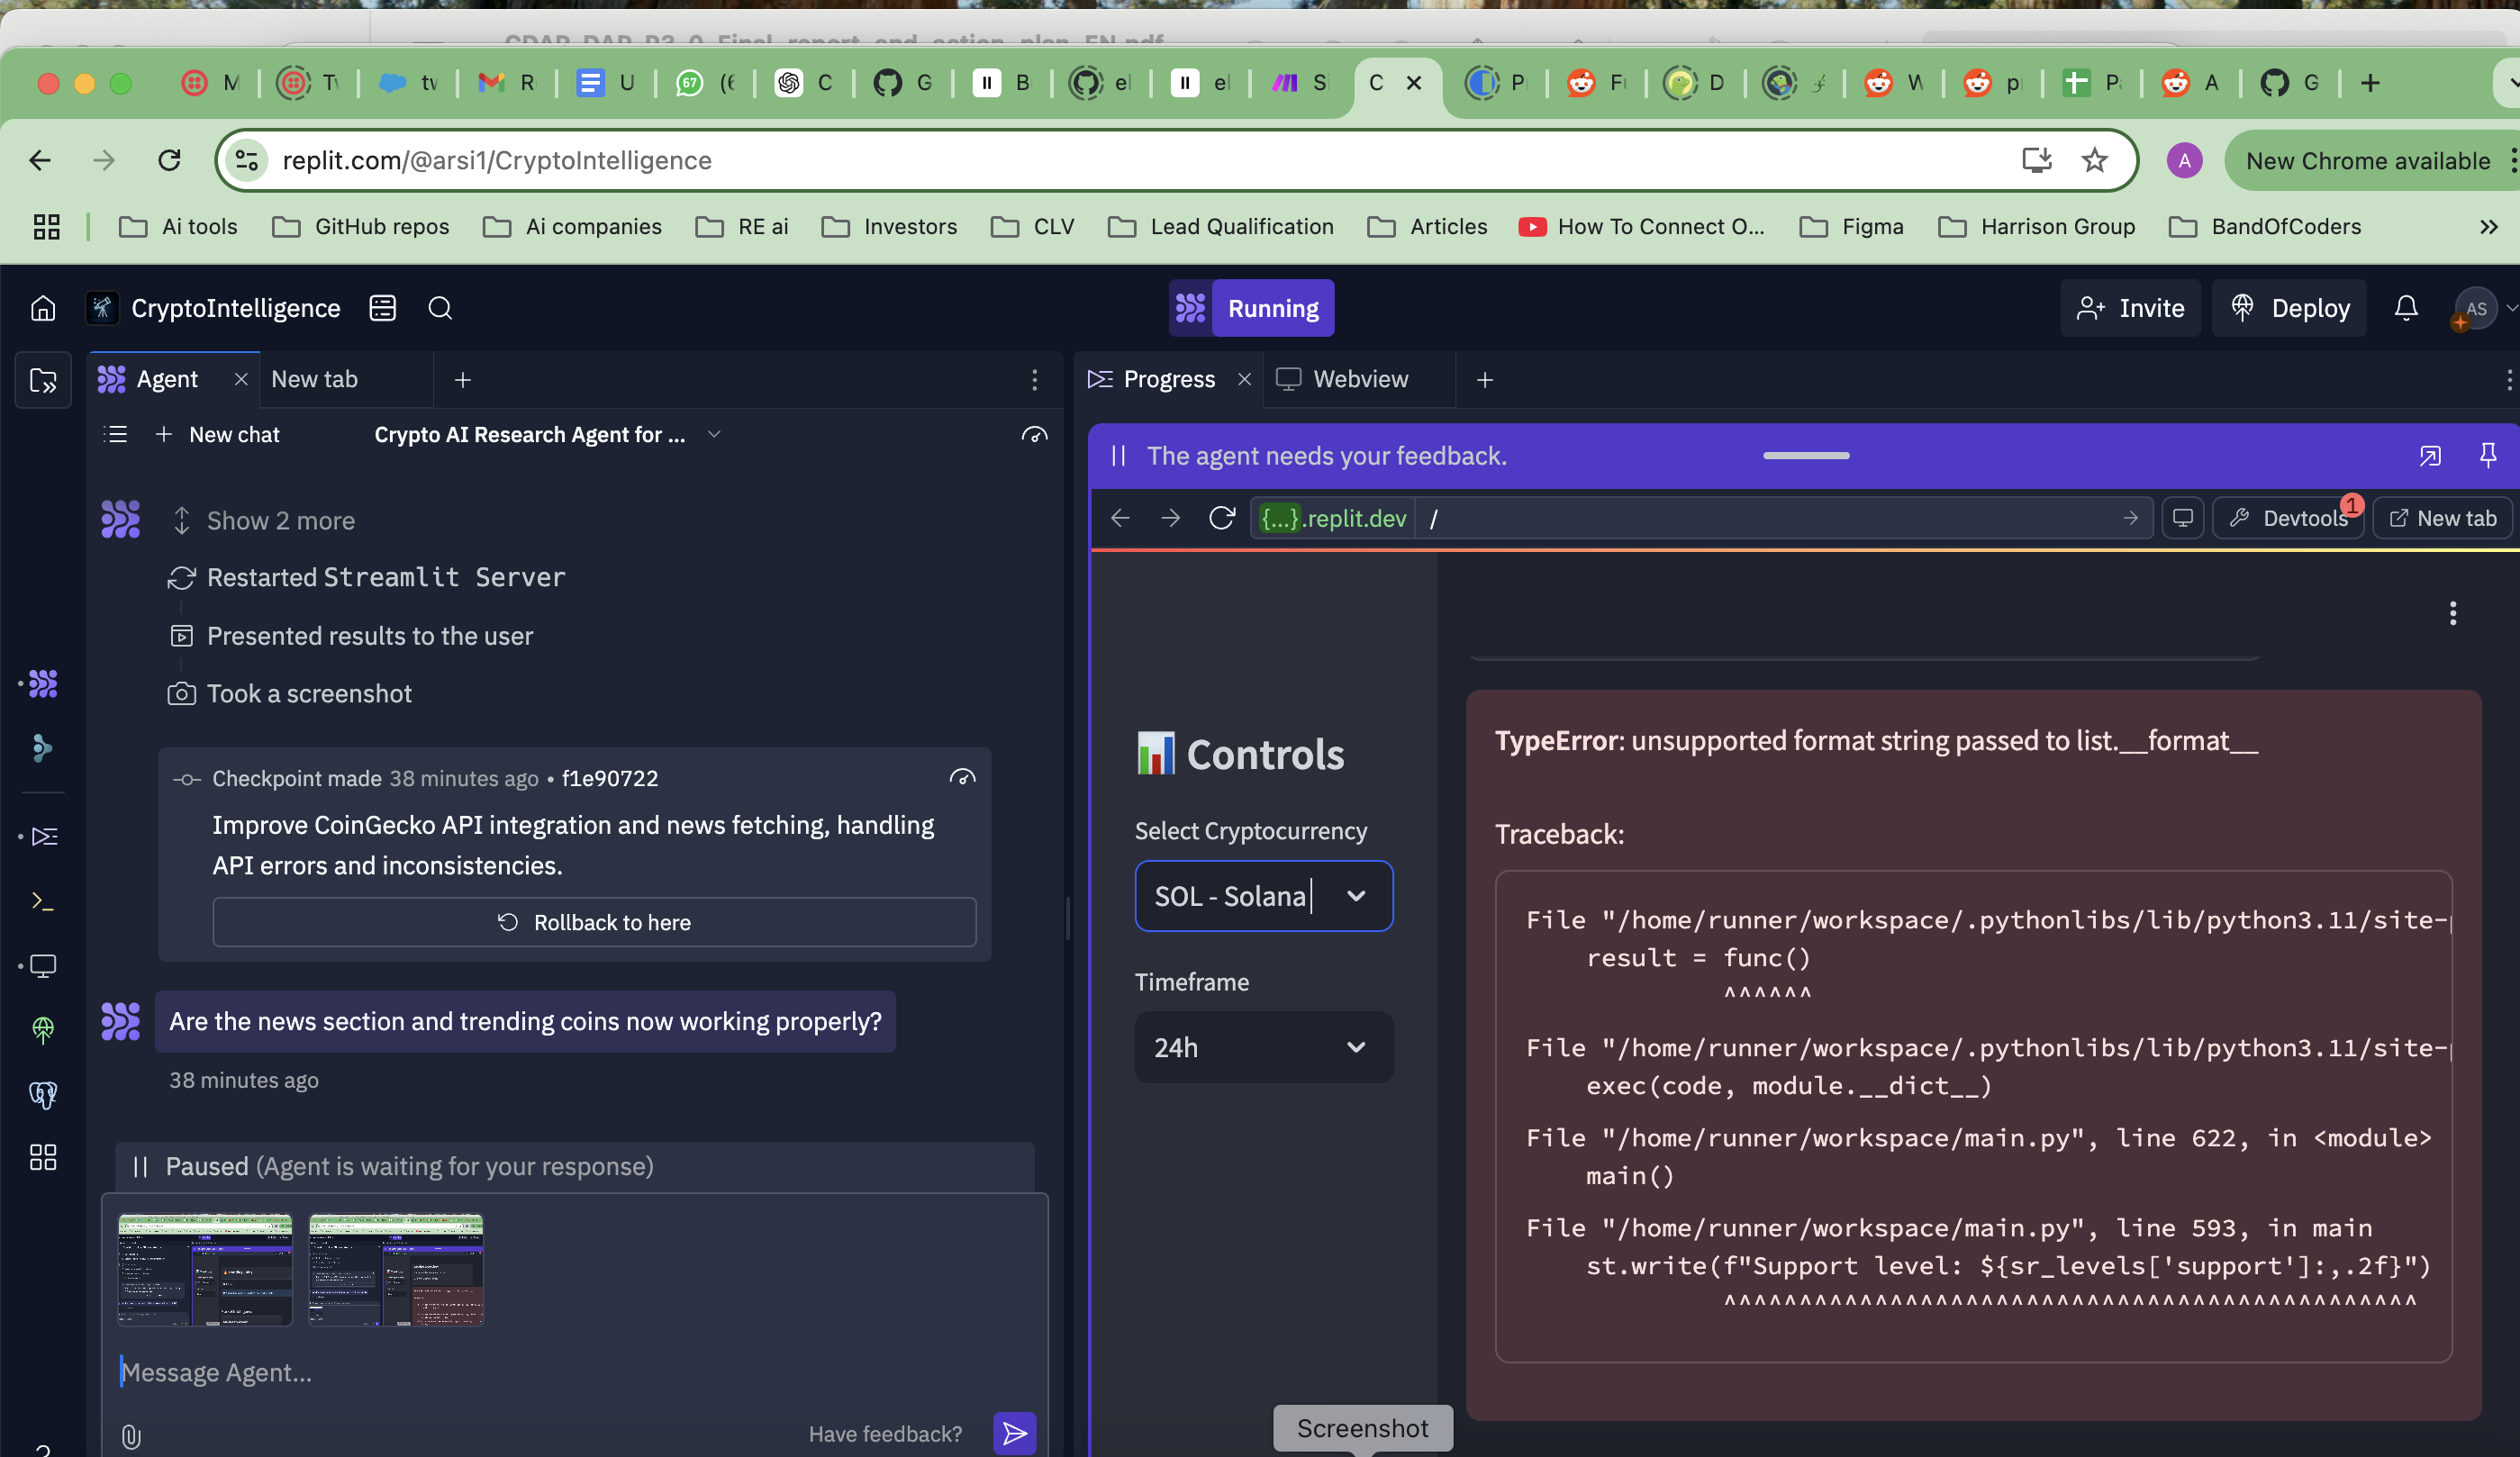 M
Tv
tv
R
U
67
(6
C
G
B
el
el
S
C
P
Fu
D
W
p
P
A
G
replit.com/@arsi1/CryptoIntelligence
A
New Chrome available
Ai tools
GitHub repos
Ai companies
RE ai
Investors
CLV
Lead Qualification
Articles
How To Connect O...
Figma
Harrison Group
BandOfCoders
CryptoIntelligence
Running
Invite
Deploy
AS
Agent
New tab
Progress
Webview
New chat
Crypto AI Research Agent for ...
The agent needs your feedback.
{...}.replit.dev
/
Devtools
1
New tab
Show 2 more
Restarted Streamlit Server
Presented results to the user
Took a screenshot
Checkpoint made 38 minutes ago • f1e90722
Improve CoinGecko API integration and news fetching, handling
API errors and inconsistencies.
Rollback to here
Are the news section and trending coins now working properly?
38 minutes ago
Paused (Agent is waiting for your response)
Message Agent...
Have feedback?
Controls
Select Cryptocurrency
SOL - Solana
Timeframe
24h
TypeError: unsupported format string passed to list.__format__
Traceback:
File "/home/runner/workspace/.pythonlibs/lib/python3.11/site-
result = func()
^^^^^^
File "/home/runner/workspace/.pythonlibs/lib/python3.11/site-
exec(code, module.__dict__)
File "/home/runner/workspace/main.py", line 622, in <module>
main()
File "/home/runner/workspace/main.py", line 593, in main
st.write(f"Support level: ${sr_levels['support']:,.2f}")
^^^^^^^^^^^^^^^^^^^^^^^^^^^^^^^^^^^^^^^^^^^^^^
Screenshot